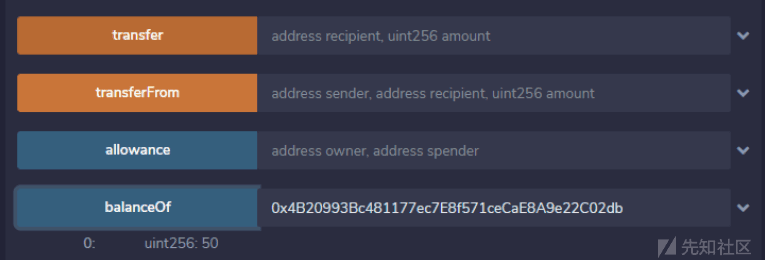 transfer address recipient, uint256 amount
transferFrom address sender, address recipient, uint256 amount
allowance address owner, address spender
balanceOf 0x4B20993Bc481177ec7E8f571ceCaE8A9e22C02db
0: uint256: 50
先知社区